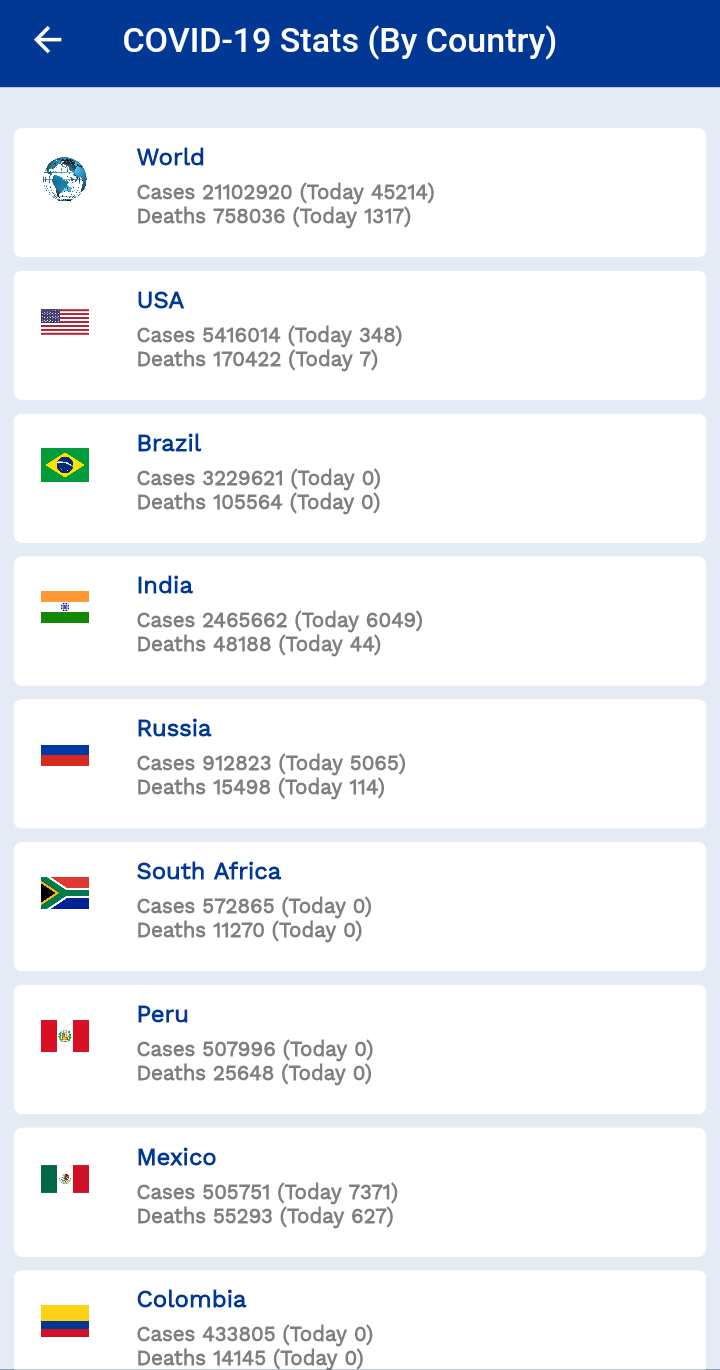 COVID-19 Stats (By Country)
World
Cases 21102920 (Today 45214)
Deaths 758036 (Today 1317)
USA
Cases 5416014 (Today 348)
Deaths 170422 (Today 7)
Brazil
Cases 3229621 (Today 0)
Deaths 105564 (Today 0)
India
Cases 2465662 (Today 6049)
Deaths 48188 (Today 44)
Russia
Cases 912823 (Today 5065)
Deaths 15498 (Today 114)
South Africa
Cases 572865 (Today 0)
Deaths 11270 (Today 0)
Peru
Cases 507996 (Today 0)
Deaths 25648 (Today 0)
Mexico
Cases 505751 (Today 7371)
Deaths 55293 (Today 627)
Colombia
Cases 433805 (Today 0)
Deaths 14145 (Today 0)